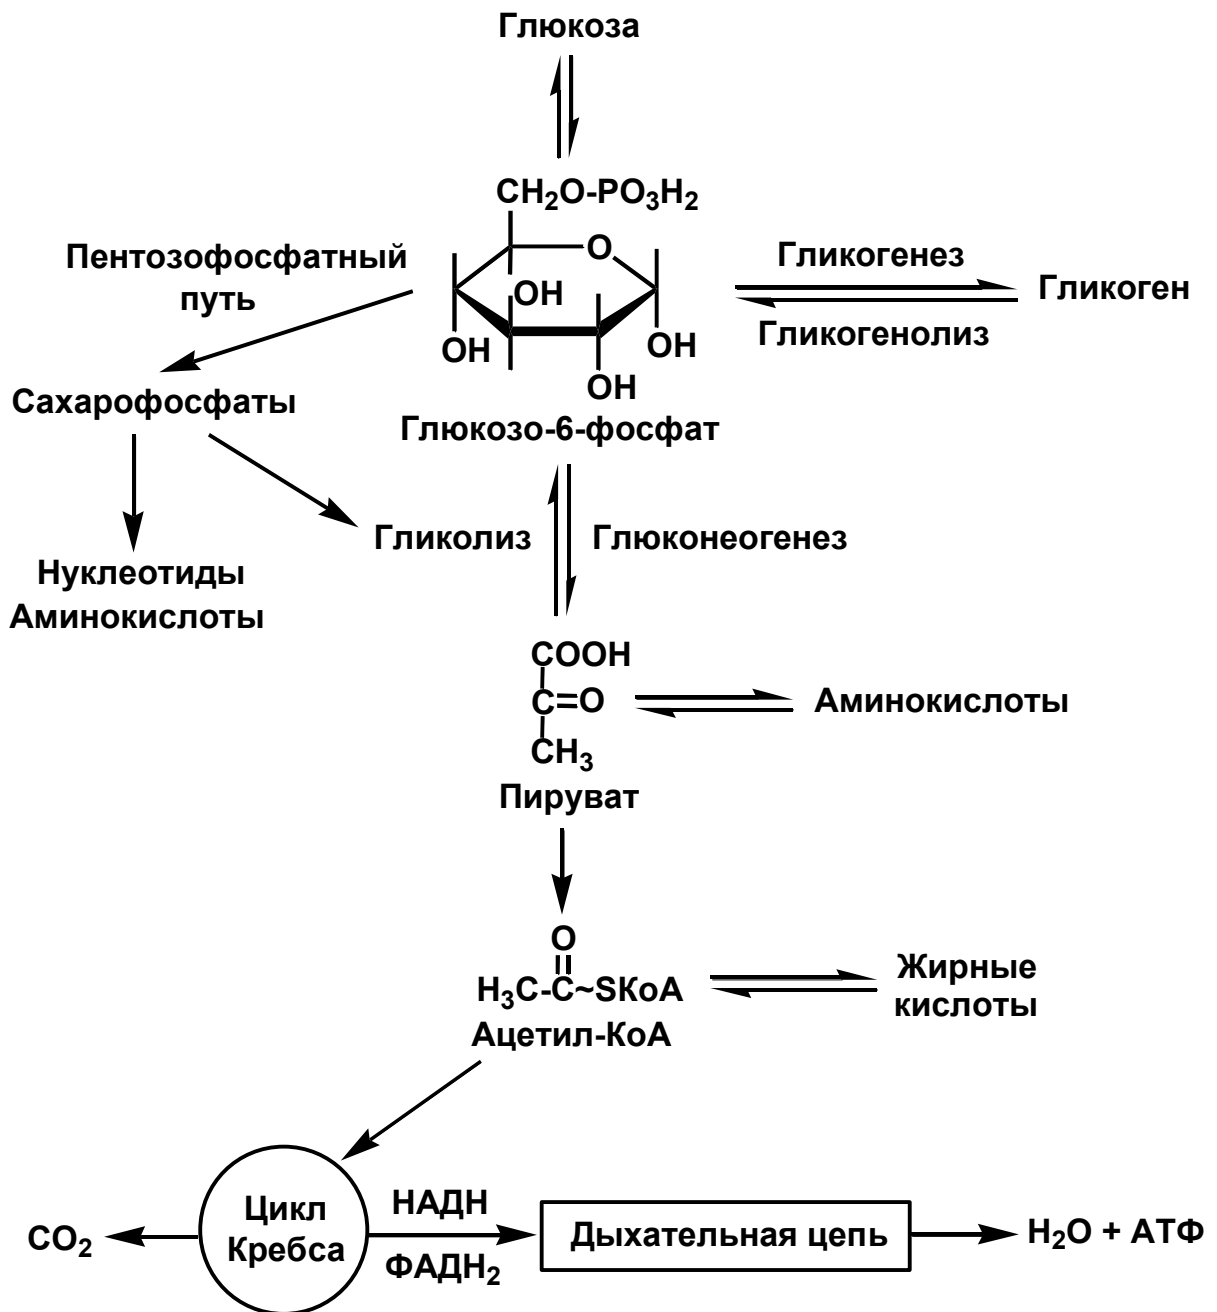 Глюкоза
CH₂O-PO₃H₂
O
Пентозофосфатный
путь
OH
OH
OH
OH
Гликогенез
Гликогенолиз
Гликоген
Сахарофосфаты
Глюкозо-6-фосфат
Гликолиз
Глюконеогенез
Нуклеотиды
Аминокислоты
COOH
C=O
CH₃
Пируват
Аминокислоты
O
H₃C-C~SКоА
Ацетил-КоА
Жирные
кислоты
Цикл
Кребса
CO₂
НАДН
ФАДН₂
Дыхательная цепь
H₂O + АТФ